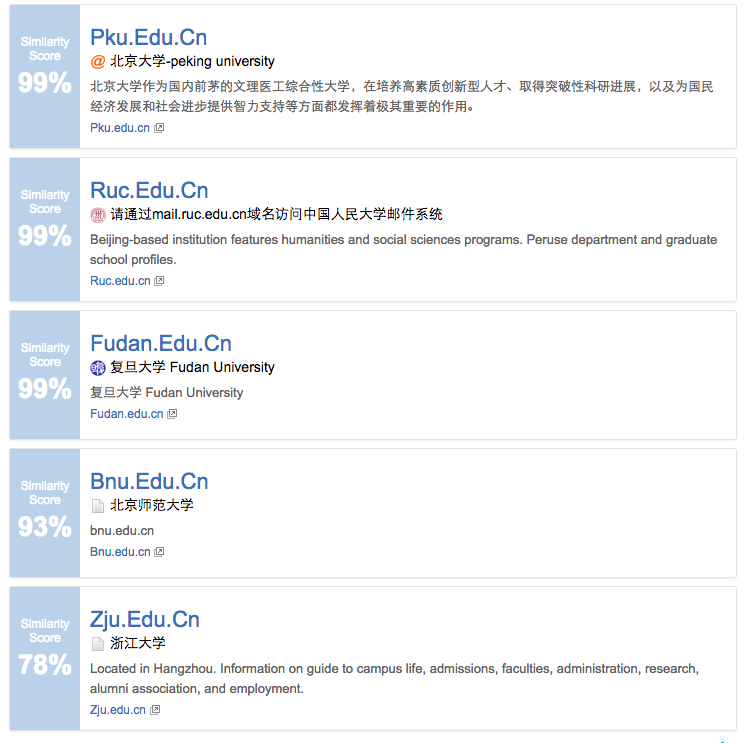 Similarity
Score
99%
Pku.Edu.Cn
@ 北京大学-peking university
北京大学作为国内前茅的文理医工综合性大学，在培养高素质创新型人才、取得突破性科研进展，以及为国民
经济发展和社会进步提供智力支持等方面都发挥着极其重要的作用。
Pku.edu.cn
Similarity
Score
99%
Ruc.Edu.Cn
请通过mail.ruc.edu.cn域名访问中国人民大学邮件系统
Beijing-based institution features humanities and social sciences programs. Peruse department and graduate
school profiles.
Ruc.edu.cn
Similarity
Score
99%
Fudan.Edu.Cn
复旦大学 Fudan University
复旦大学 Fudan University
Fudan.edu.cn
Similarity
Score
93%
Bnu.Edu.Cn
北京师范大学
bnu.edu.cn
Bnu.edu.cn
Similarity
Score
78%
Zju.Edu.Cn
浙江大学
Located in Hangzhou. Information on guide to campus life, admissions, faculties, administration, research,
alumni association, and employment.
Zju.edu.cn